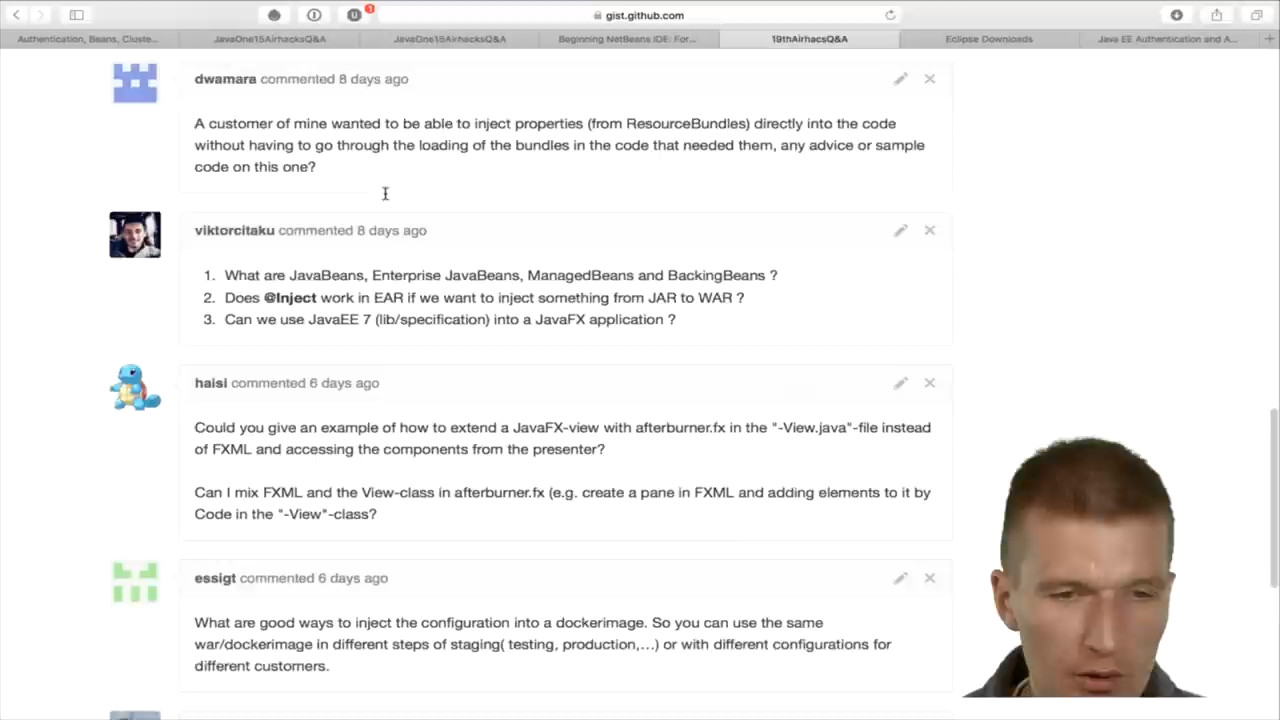 gist.github.com
1
Authentication, Beans, Cluste...
JavaOne15AirhacksQ&A
JavaOne15AirhacksQ&A
Beginning NetBeans IDE: For...
19thAirhacsQ&A
Eclipse Downloads
Java EE Authentication and A...
dwamara commented 8 days ago
A customer of mine wanted to be able to inject properties (from ResourceBundles) directly into the code
without having to go through the loading of the bundles in the code that needed them, any advice or sample
code on this one?
viktorcitaku commented 8 days ago
1. What are JavaBeans, Enterprise JavaBeans, ManagedBeans and BackingBeans ?
2. Does @Inject work in EAR if we want to inject something from JAR to WAR ?
3. Can we use JavaEE 7 (lib/specification) into a JavaFX application ?
haisi commented 6 days ago
Could you give an example of how to extend a JavaFX-view with afterburner.fx in the "-View.java"-file instead
of FXML and accessing the components from the presenter?
Can I mix FXML and the View-class in afterburner.fx (e.g. create a pane in FXML and adding elements to it by
Code in the "-View"-class?
essigt commented 6 days ago
What are good ways to inject the configuration into a dockerimage. So you can use the same
war/dockerimage in different steps of staging( testing, production,...) or with different configurations for
different customers.